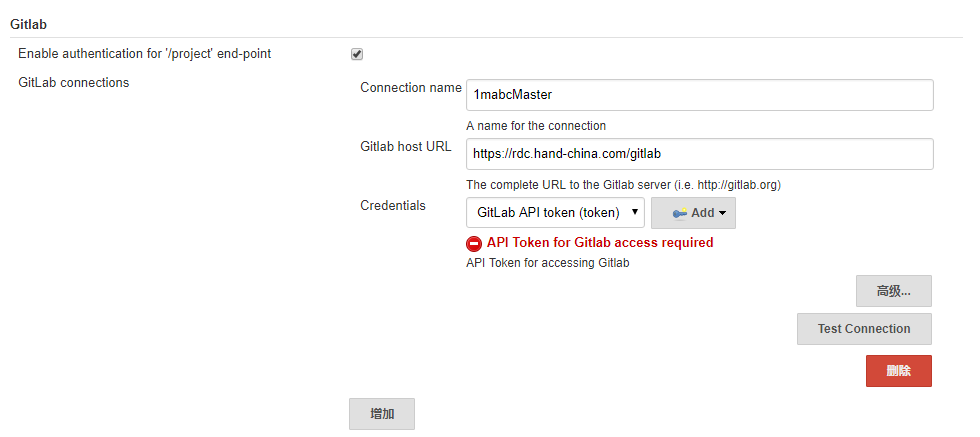 Gitlab
Enable authentication for '/project' end-point
GitLab connections
Connection name
1mabcMaster
A name for the connection
Gitlab host URL
https://rdc.hand-china.com/gitlab
The complete URL to the Gitlab server (i.e. http://gitlab.org)
Credentials
GitLab API token (token)
Add
API Token for Gitlab access required
API Token for accessing Gitlab
高级...
Test Connection
删除
增加